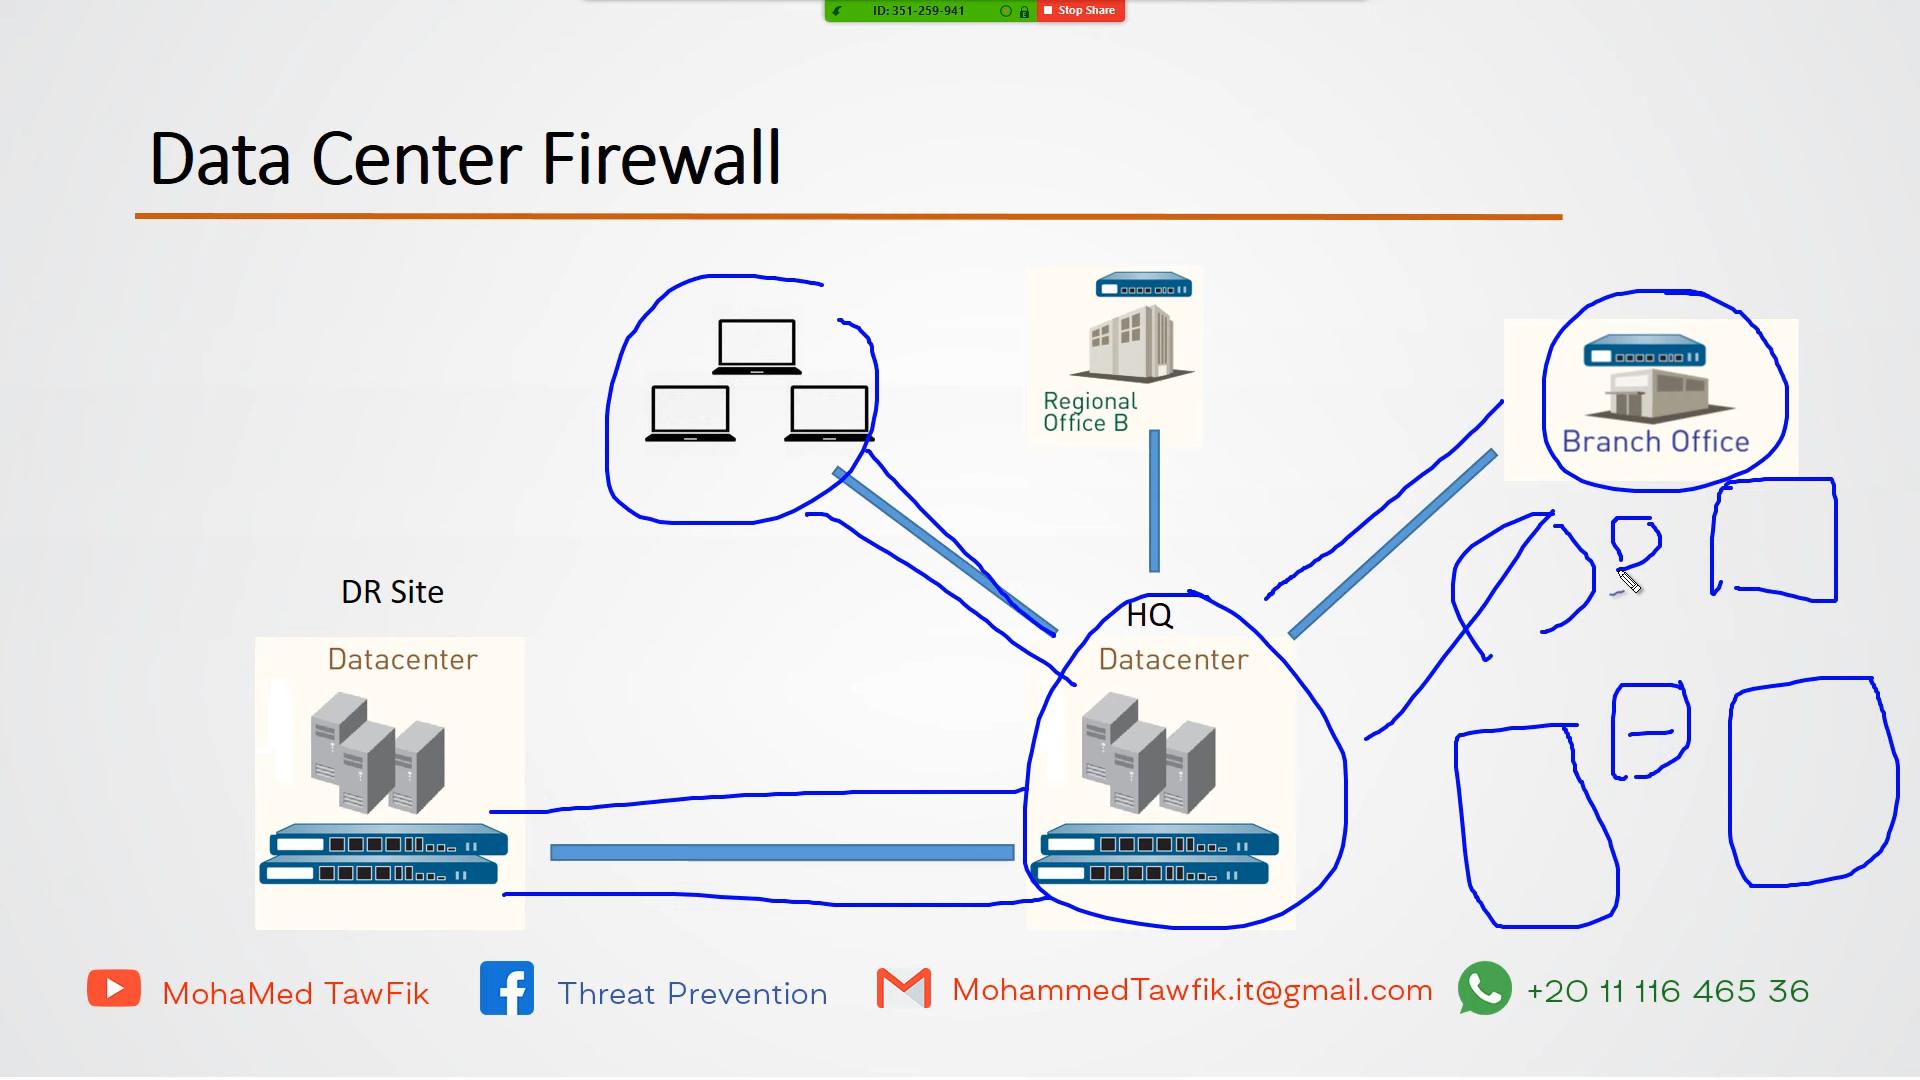 ID: 351-259-941
Stop Share
Data Center Firewall
Regional
Office B
Branch Office
DR Site
HQ
Datacenter
Datacenter
MohaMed TawFik
Threat Prevention
MohammedTawfik.it@gmail.com
+20 11 116 465 36